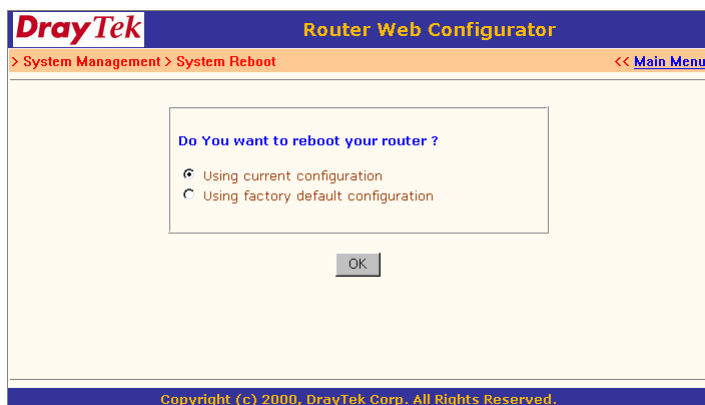 DrayTek Router Web Configurator
> System Management > System Reboot << Main Menu
Do You want to reboot your router ?
Using current configuration
Using factory default configuration
OK
Copyright (c) 2000, DrayTek Corp. All Rights Reserved.